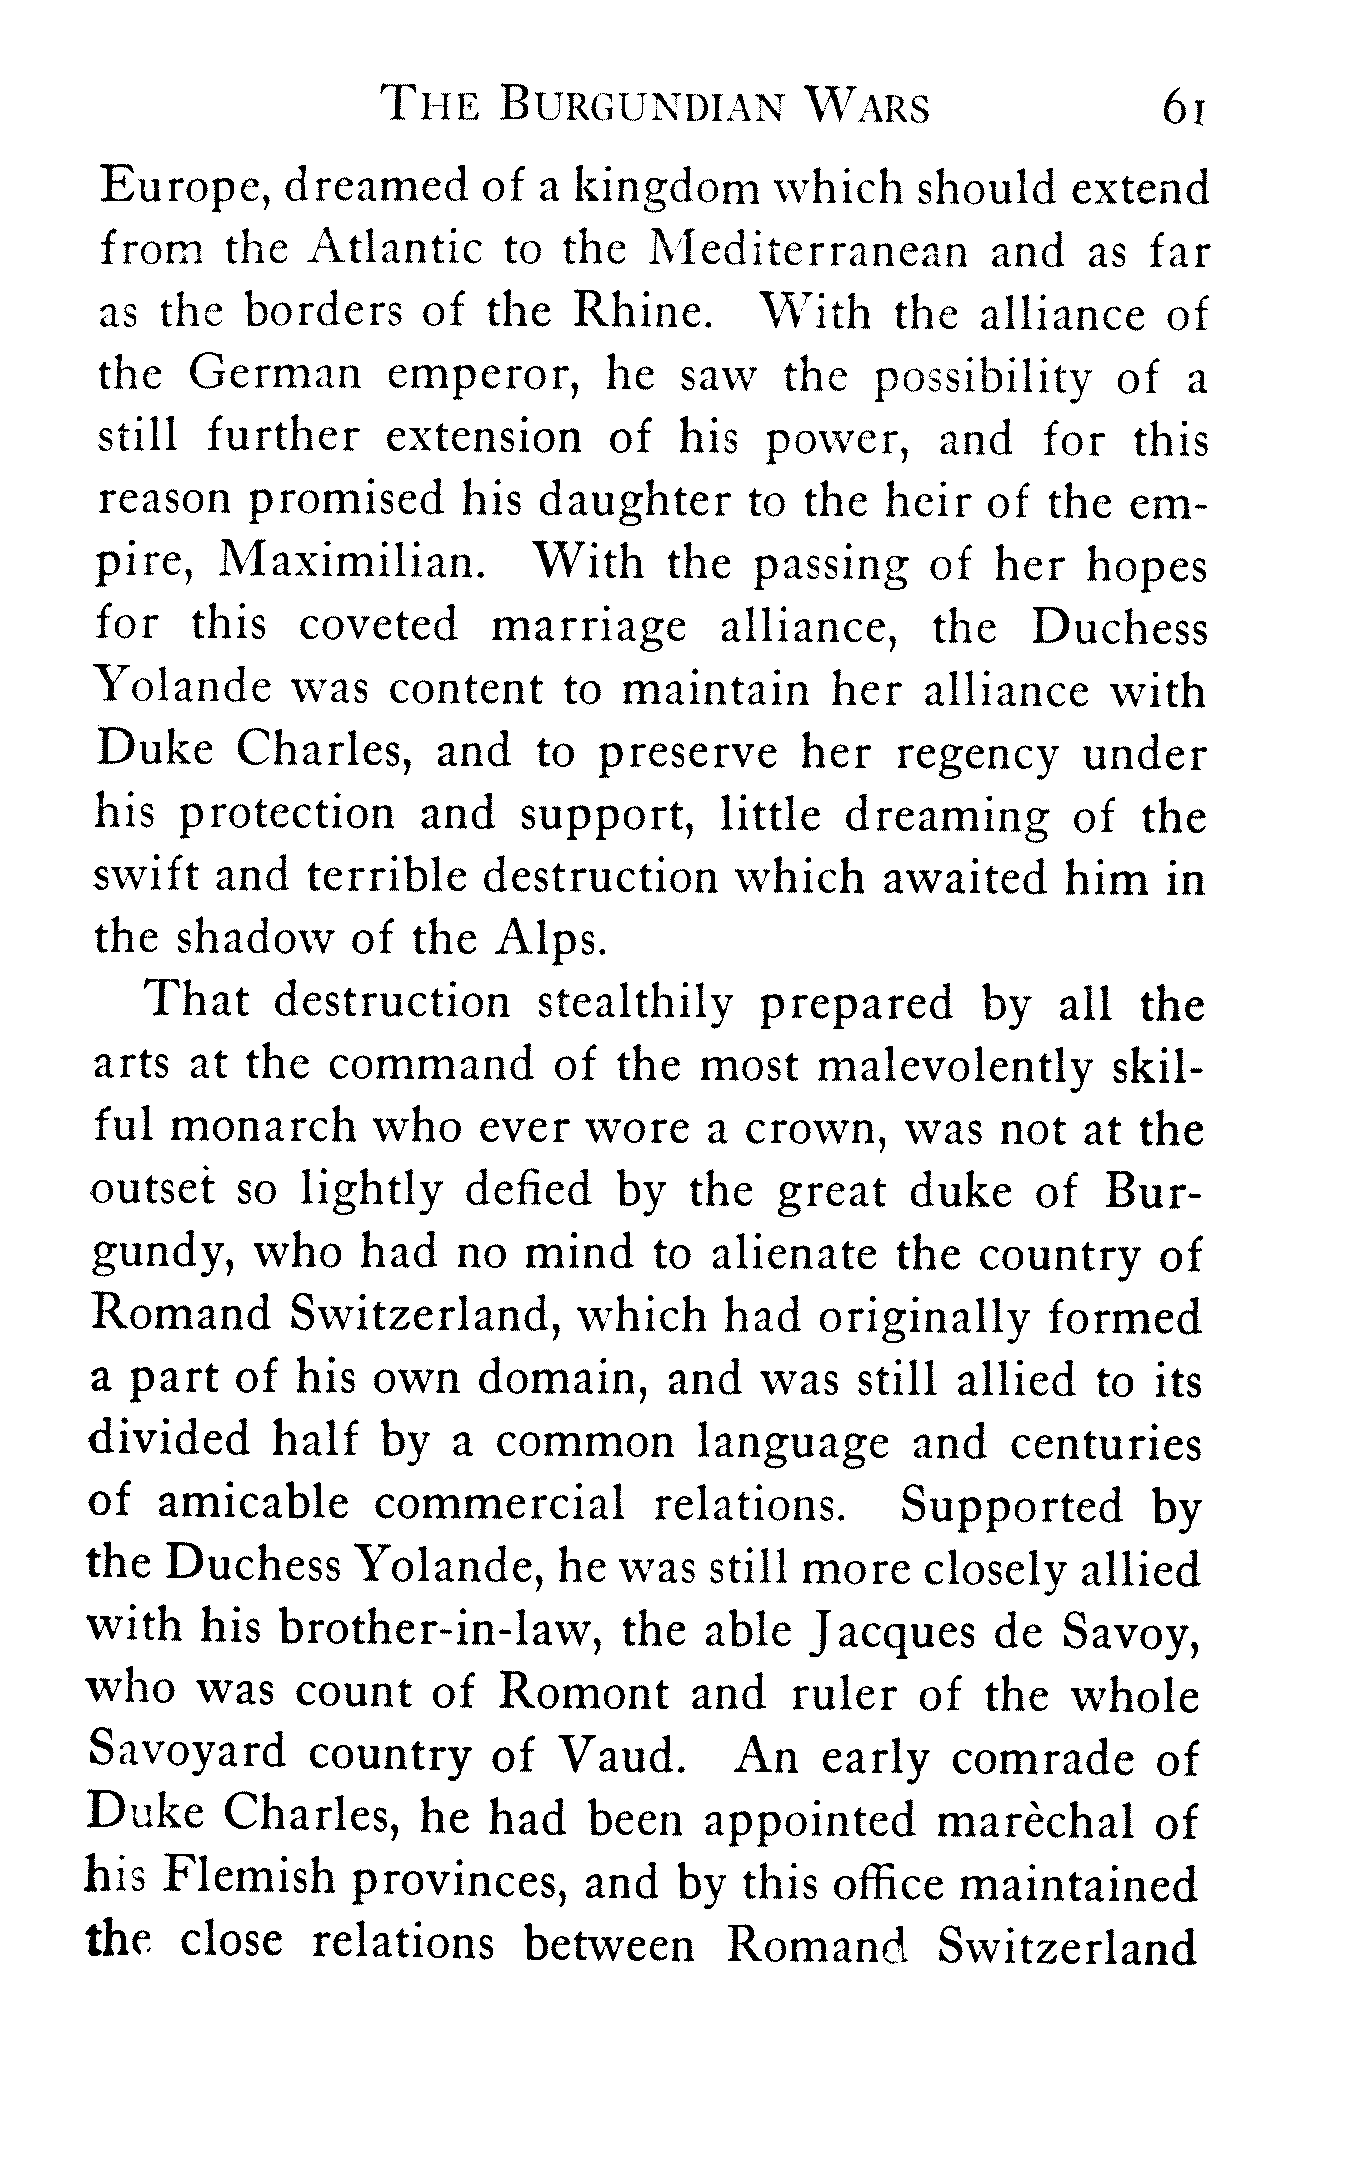 THE BURGUNDIAN WARS 61
Europe, dreamed of a kingdom which should extend
from the Atlantic to the Mediterranean and as far
as the borders of the Rhine. With the alliance of
the German emperor, he saw the possibility of a
still further extension of his power, and for this
reason promised his daughter to the heir of the em-
pire, Maximilian. With the passing of her hopes
for this coveted marriage alliance, the Duchess
Yolande was content to maintain her alliance with
Duke Charles, and to preserve her regency under
his protection and support, little dreaming of the
swift and terrible destruction which awaited him in
the shadow of the Alps.
That destruction stealthily prepared by all the
arts at the command of the most malevolently skil-
ful monarch who ever wore a crown, was not at the
outset so lightly defied by the great duke of Bur-
gundy, who had no mind to alienate the country of
Romand Switzerland, which had originally formed
a part of his own domain, and was still allied to its
divided half by a common language and centuries
of amicable commercial relations. Supported by
the Duchess Yolande, he was still more closely allied
with his brother-in-law, the able Jacques de Savoy,
who was count of Romont and ruler of the whole
Savoyard country of Vaud. An early comrade of
Duke Charles, he had been appointed marèchal of
his Flemish provinces, and by this office maintained
the close relations between Romand Switzerland